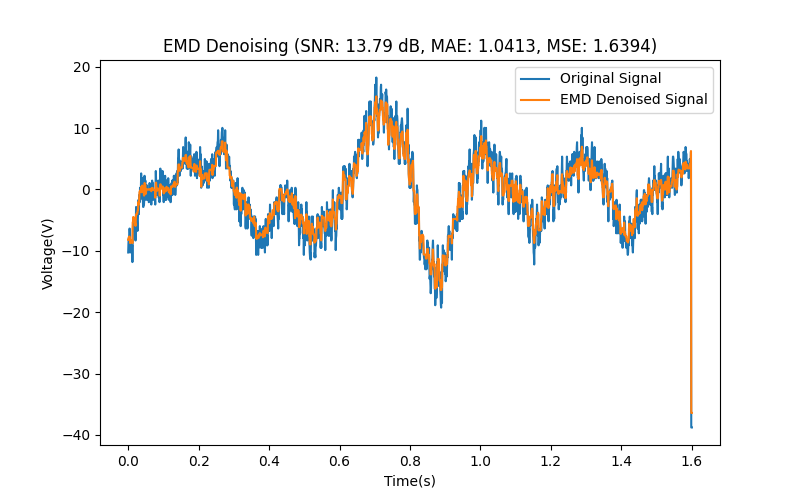 EMD Denoising (SNR: 13.79 dB, MAE: 1.0413, MSE: 1.6394)
Original Signal
EMD Denoised Signal
20
10
0
−10
−20
−30
−40
Voltage(V)
0.0 0.2 0.4 0.6 0.8 1.0 1.2 1.4 1.6
Time(s)